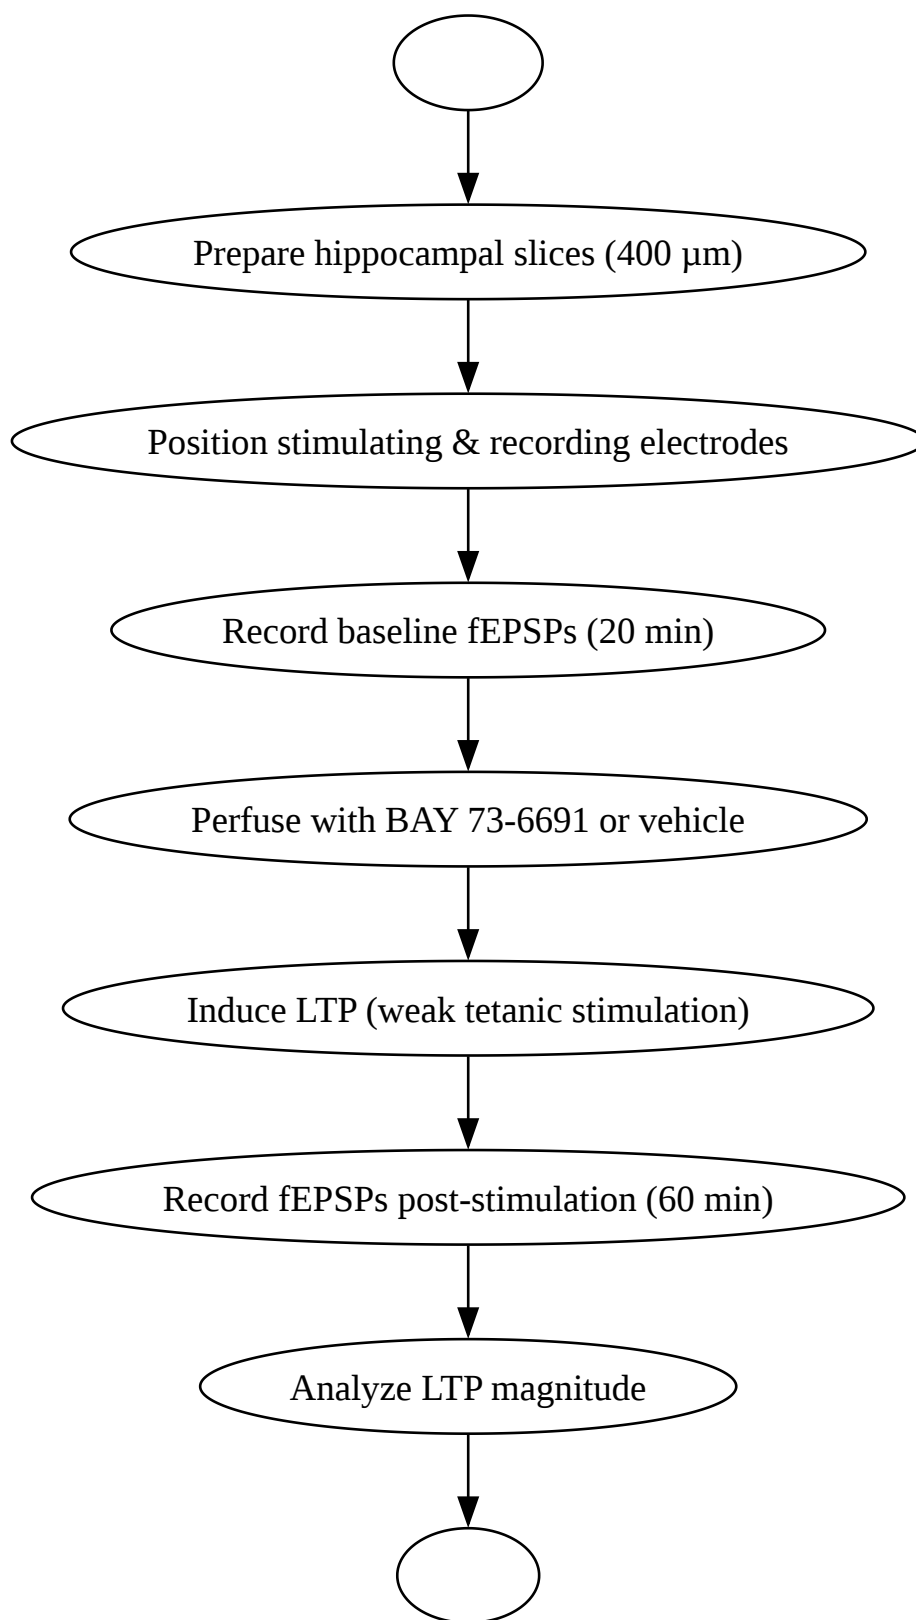 Prepare hippocampal slices (400 µm)
Position stimulating & recording electrodes
Record baseline fEPSPs (20 min)
Perfuse with BAY 73-6691 or vehicle
Induce LTP (weak tetanic stimulation)
Record fEPSPs post-stimulation (60 min)
Analyze LTP magnitude